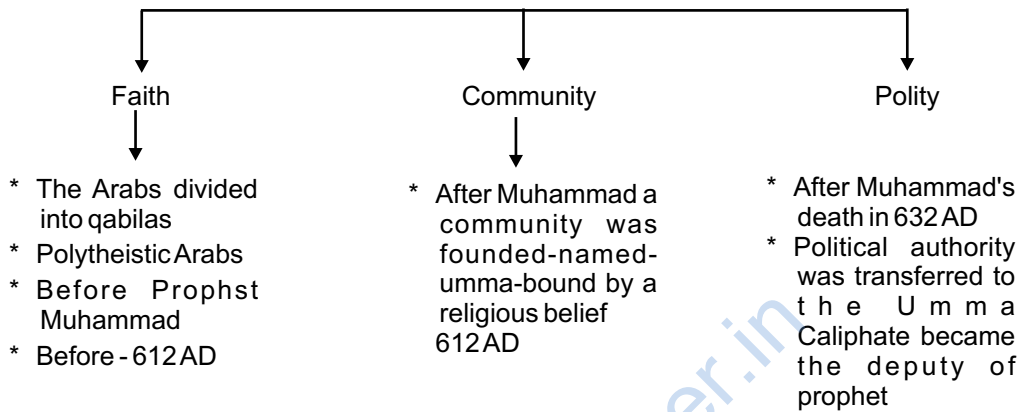 Faith
* The Arabs divided
into qabilas
* Polytheistic Arabs
* Before Prophst
Muhammad
* Before - 612 AD
Community
* After Muhammad a
community was
founded-named-
umma-bound by a
religious belief
612 AD
Polity
* After Muhammad's
death in 632 AD
* Political authority
was transferred to
the Umma
Caliphate became
the deputy of
prophet